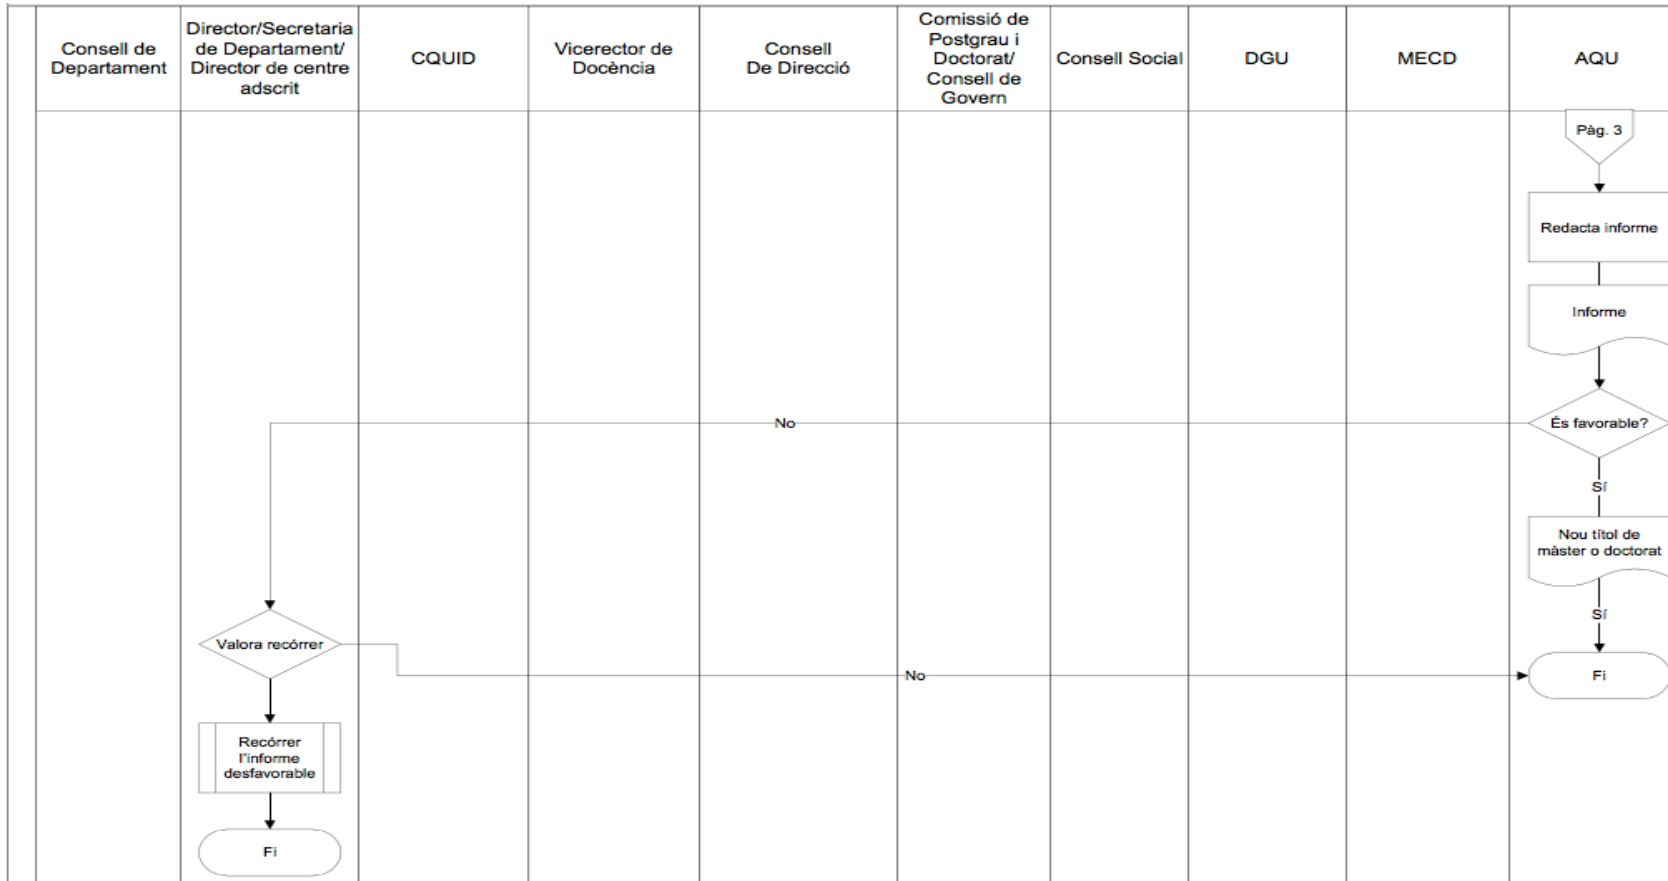 Consell de
Departament
Director/Secretaria
de Departament/
Director de centre
adscrit
CQUID
Vicerector de
Docència
Consell
De Direcció
Comissió de
Postgrau i
Doctorat/
Consell de
Govern
Consell Social
DGU
MECD
AQU
Pàg. 3
Redacta informe
Informe
És favorable?
No
Sí
Nou títol de
màster o doctorat
Sí
Valora recórrer
No
Fi
Recórrer
l'informe
desfavorable
Fi